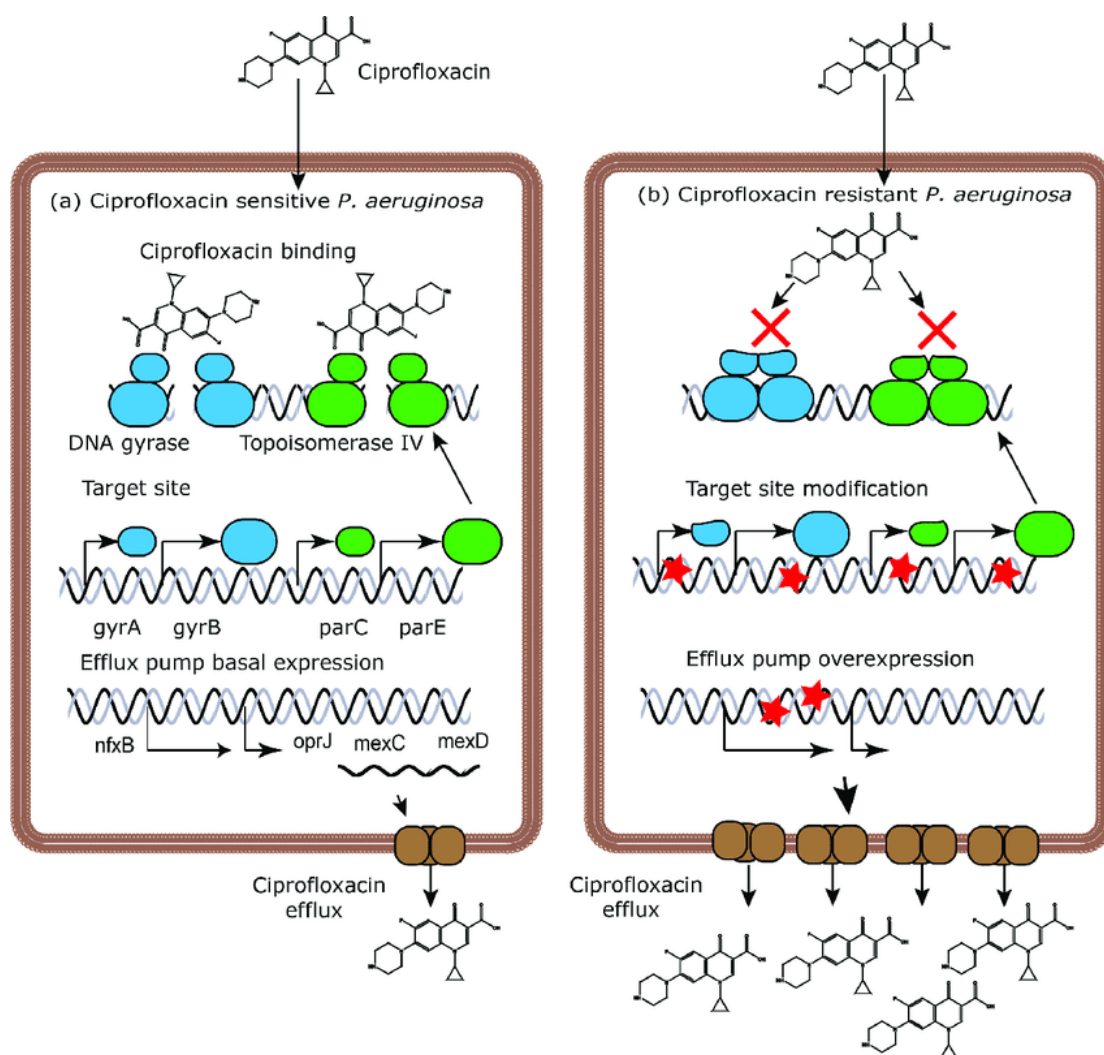 Ciprofloxacin
(a) Ciprofloxacin sensitive P. aeruginosa
Ciprofloxacin binding
DNA gyrase
Topoisomerase IV
Target site
gyrA
gyrB
parC
parE
Efflux pump basal expression
nfxB
oprJ
mexC
mexD
Ciprofloxacin
efflux
(b) Ciprofloxacin resistant P. aeruginosa
Target site modification
Efflux pump overexpression
Ciprofloxacin
efflux